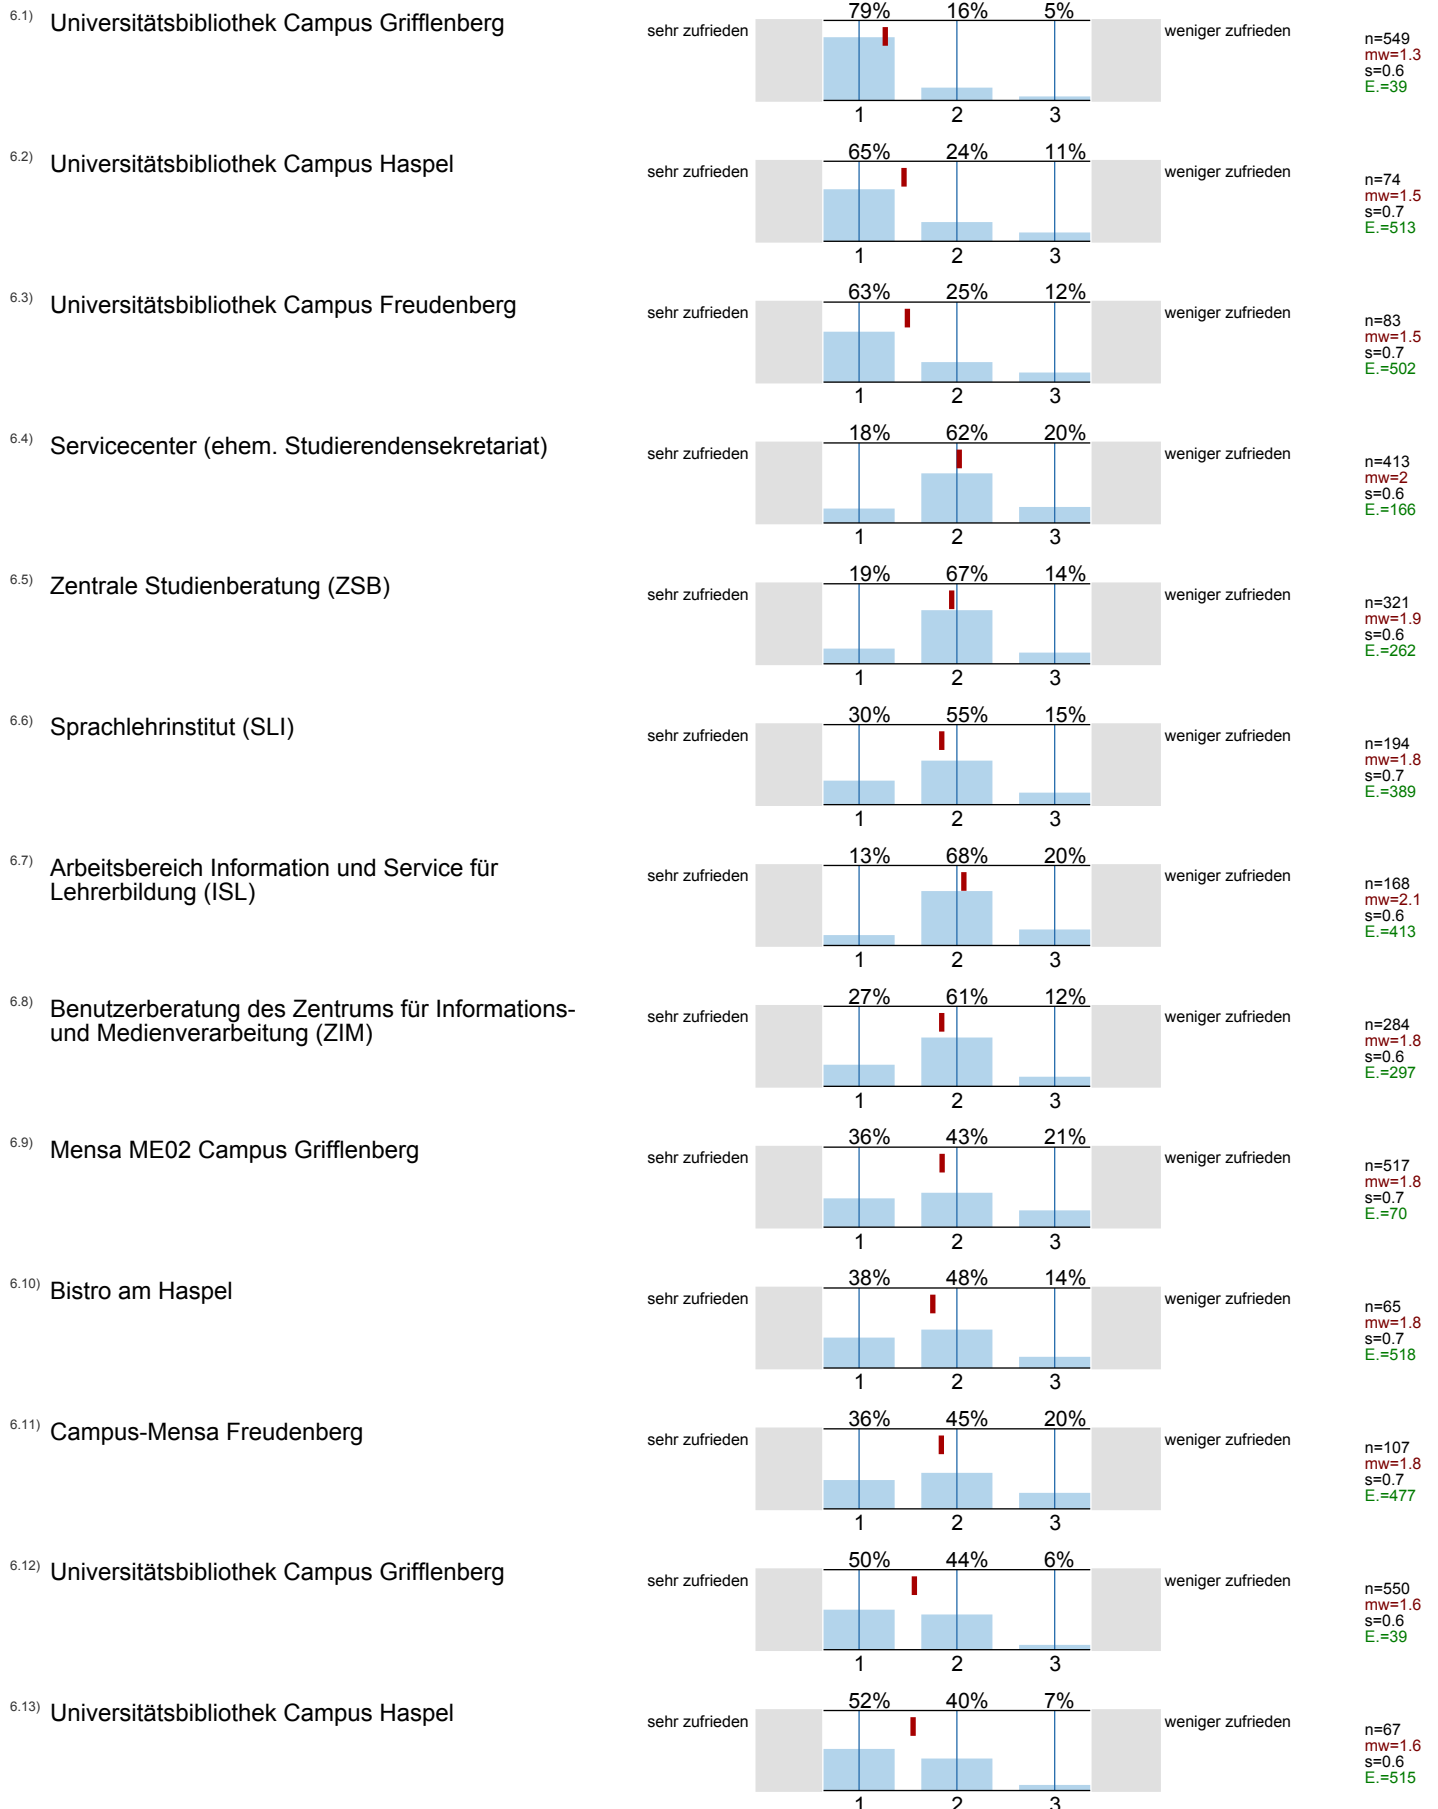 6.1) Universitätsbibliothek Campus Grifflenberg
79% 16% 5%
sehr zufrieden weniger zufrieden
1 2 3
n=549
mw=1.3
s=0.6
E.=39
6.2) Universitätsbibliothek Campus Haspel
65% 24% 11%
sehr zufrieden weniger zufrieden
1 2 3
n=74
mw=1.5
s=0.7
E.=513
6.3) Universitätsbibliothek Campus Freudenberg
63% 25% 12%
sehr zufrieden weniger zufrieden
1 2 3
n=83
mw=1.5
s=0.7
E.=502
6.4) Servicecenter (ehem. Studierendensekretariat)
18% 62% 20%
sehr zufrieden weniger zufrieden
1 2 3
n=413
mw=2
s=0.6
E.=166
6.5) Zentrale Studienberatung (ZSB)
19% 67% 14%
sehr zufrieden weniger zufrieden
1 2 3
n=321
mw=1.9
s=0.6
E.=262
6.6) Sprachlehrinstitut (SLI)
30% 55% 15%
sehr zufrieden weniger zufrieden
1 2 3
n=194
mw=1.8
s=0.7
E.=389
6.7) Arbeitsbereich Information und Service für
Lehrerbildung (ISL)
13% 68% 20%
sehr zufrieden weniger zufrieden
1 2 3
n=168
mw=2.1
s=0.6
E.=413
6.8) Benutzerberatung des Zentrums für Informations-
und Medienverarbeitung (ZIM)
27% 61% 12%
sehr zufrieden weniger zufrieden
1 2 3
n=284
mw=1.8
s=0.6
E.=297
6.9) Mensa ME02 Campus Grifflenberg
36% 43% 21%
sehr zufrieden weniger zufrieden
1 2 3
n=517
mw=1.8
s=0.7
E.=70
6.10) Bistro am Haspel
38% 48% 14%
sehr zufrieden weniger zufrieden
1 2 3
n=65
mw=1.8
s=0.7
E.=518
6.11) Campus-Mensa Freudenberg
36% 45% 20%
sehr zufrieden weniger zufrieden
1 2 3
n=107
mw=1.8
s=0.7
E.=477
6.12) Universitätsbibliothek Campus Grifflenberg
50% 44% 6%
sehr zufrieden weniger zufrieden
1 2 3
n=550
mw=1.6
s=0.6
E.=39
6.13) Universitätsbibliothek Campus Haspel
52% 40% 7%
sehr zufrieden weniger zufrieden
1 2 3
n=67
mw=1.6
s=0.6
E.=515